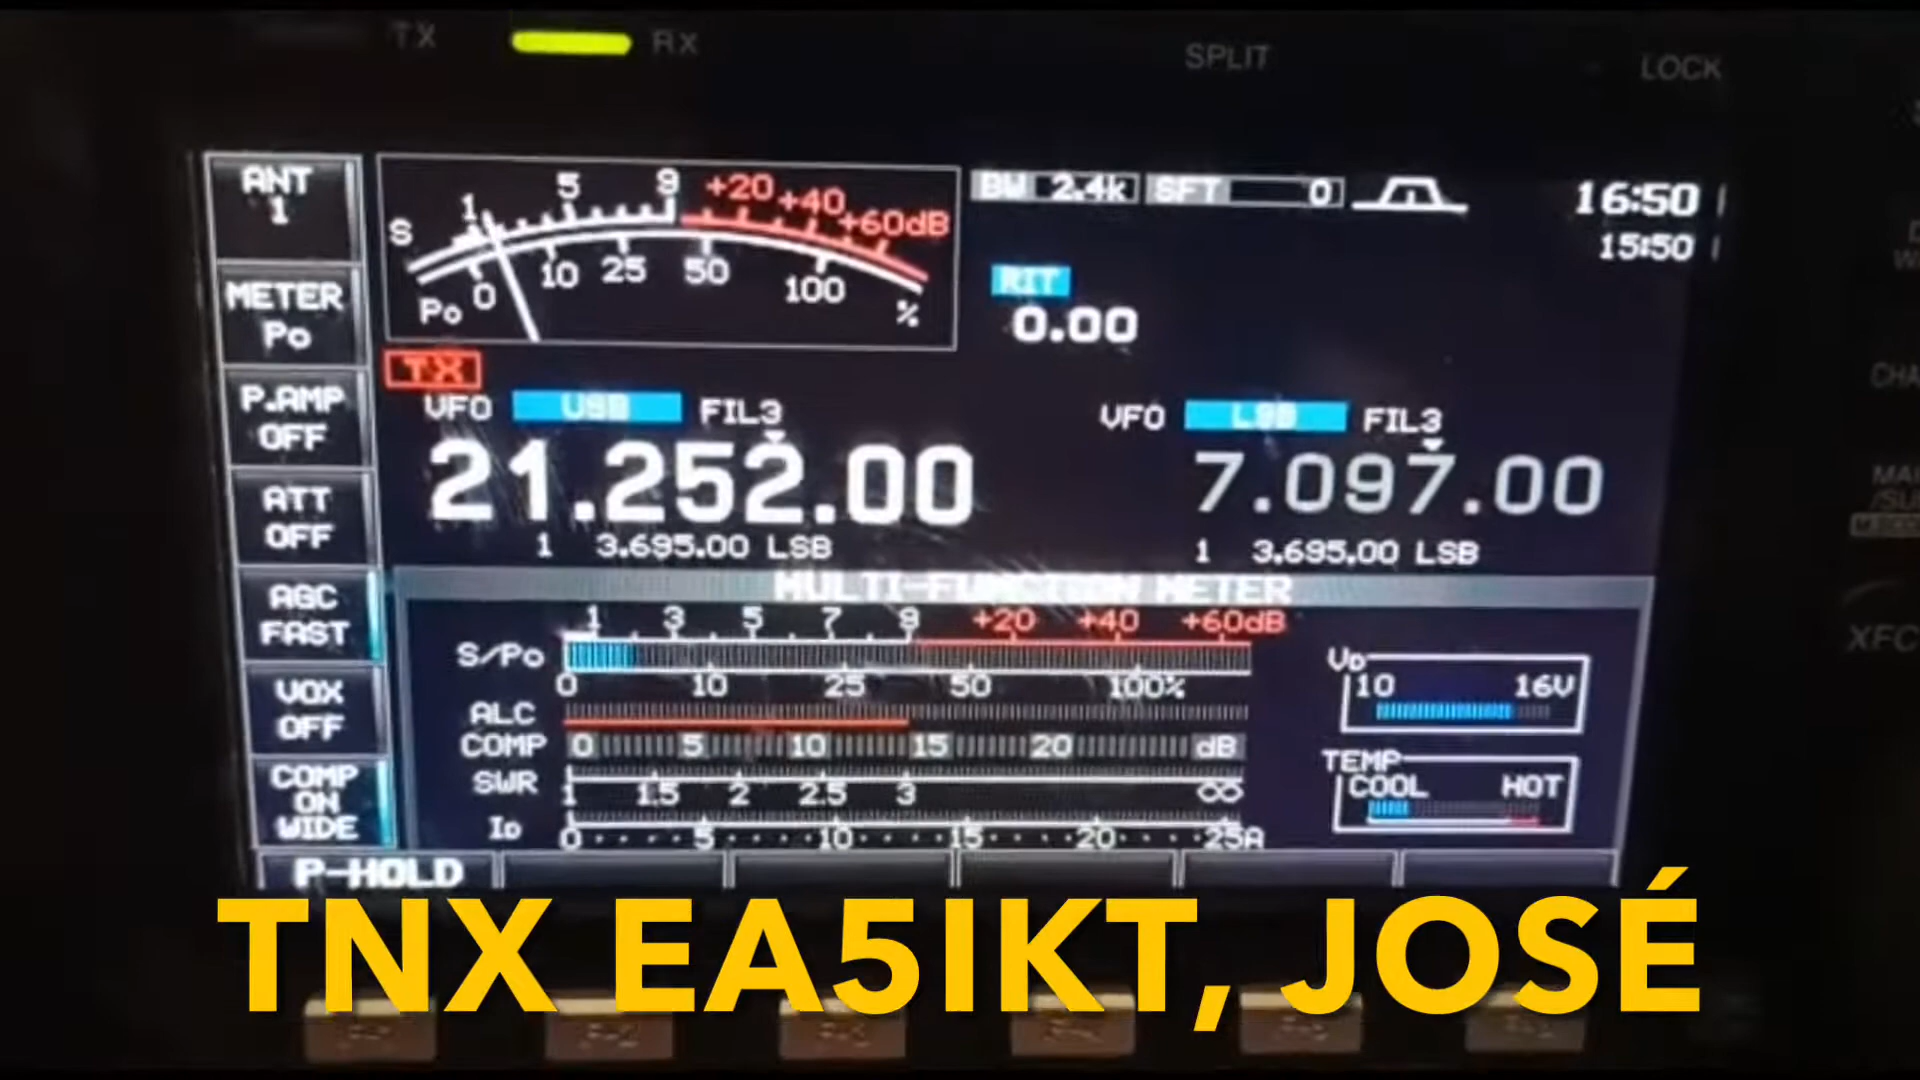 TX RX SPLIT LOCK
ANT
1
METER
Po
P.AMP
OFF
ATT
OFF
AGC
FAST
VOX
OFF
COMP
ON
WIDE
S 1 5 9 +20 +40 +60dB
Po 0 10 25 50 100 %
BW 2.4k SFT 0
16:50
15:50
RIT
0.00
TX
VFO USB FIL3
21.252.00
1 3.695.00 LSB
VFO LSB FIL3
7.097.00
1 3.695.00 LSB
MULTI-FUNCTION METER
1 3 5 7 9 +20 +40 +60dB
S/Po
0 10 25 50 100%
ALC
COMP 0 5 10 15 20 dB
SWR 1 1.5 2 2.5 3 ∞
ID 0 5 10 15 20 25A
VD
10 16V
TEMP
COOL HOT
P-HOLD
XFC
TNX EA5IKT, JOSÉ